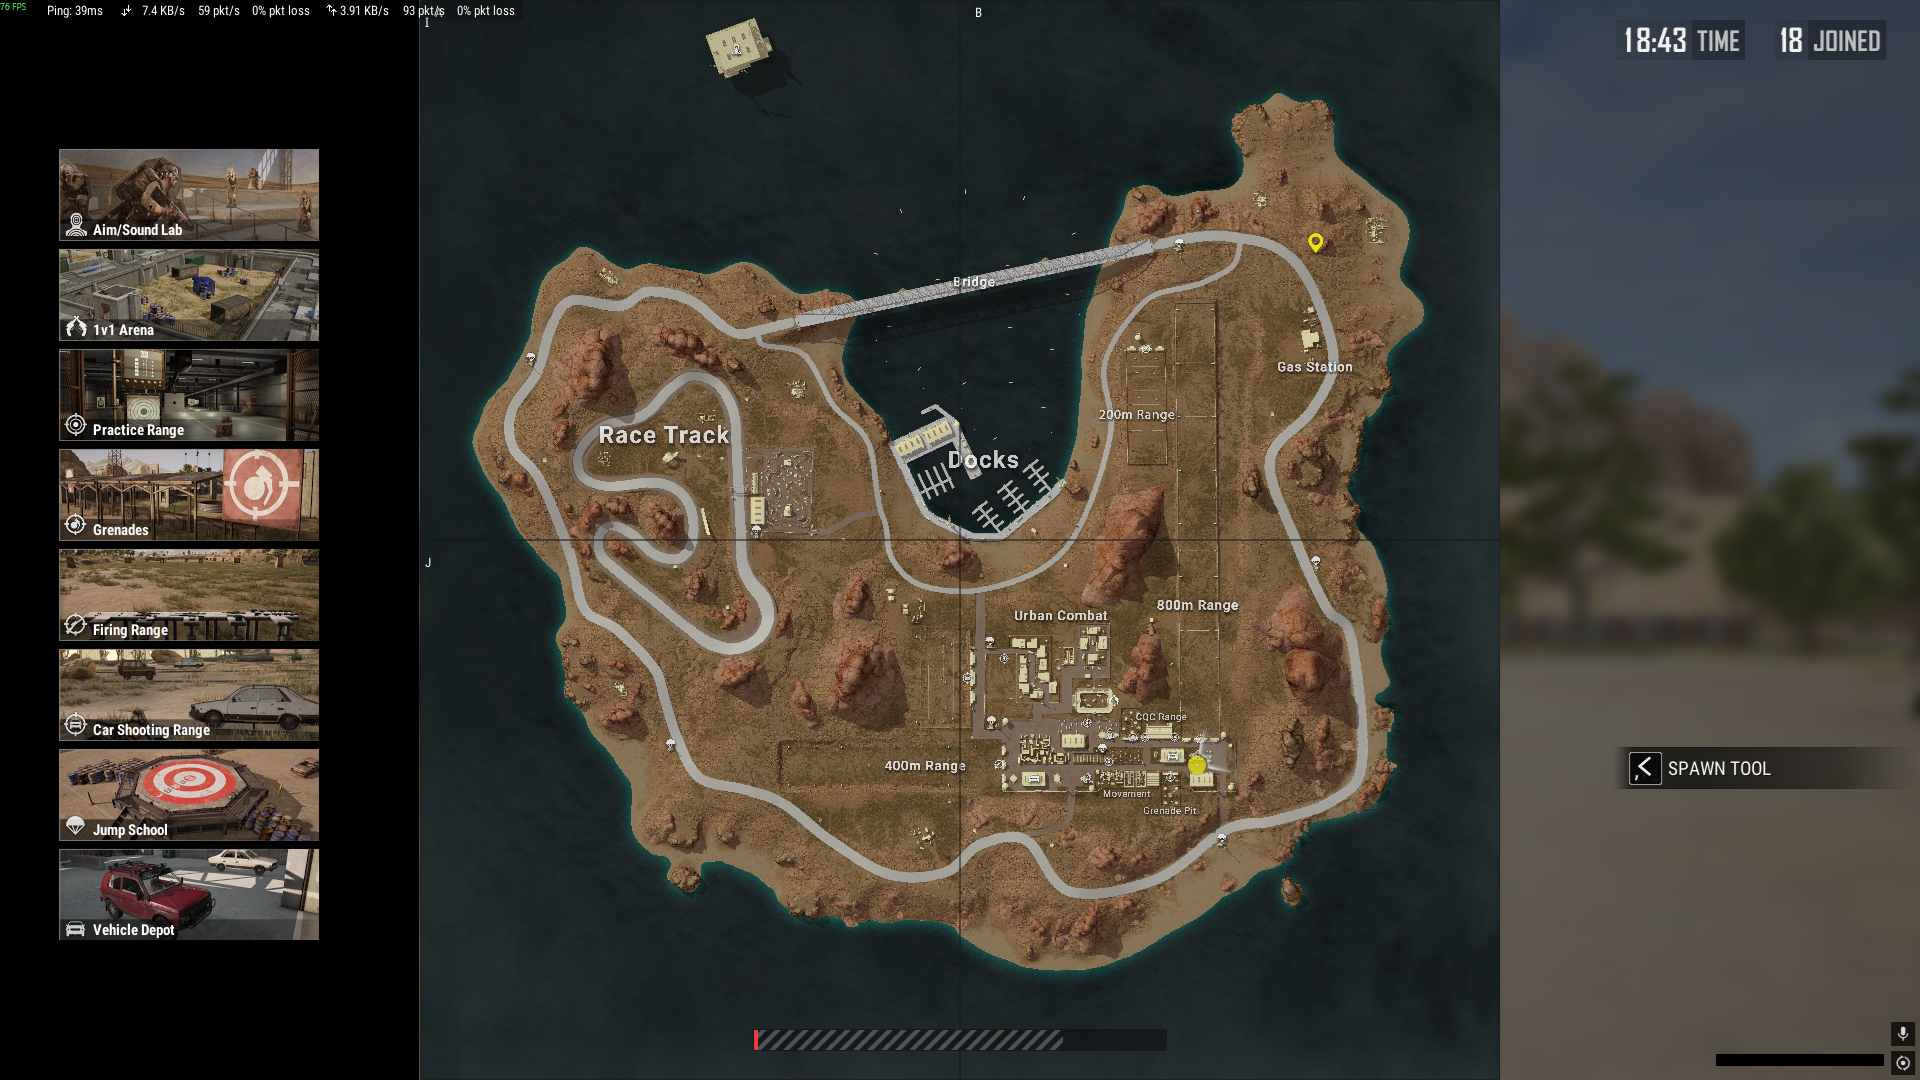 76 FPS
Ping: 39ms 7.4 KB/s 59 pkt/s 0% pkt loss 3.91 KB/s 93 pkt/s 0% pkt loss
B
I
18:43 TIME 18 JOINED
Aim/Sound Lab
1v1 Arena
Practice Range
Grenades
Firing Range
Car Shooting Range
Jump School
Vehicle Depot
Bridge
Gas Station
200m Range
Race Track
Docks
J
800m Range
Urban Combat
CQC Range
400m Range
Movement
Grenade Pit
SPAWN TOOL